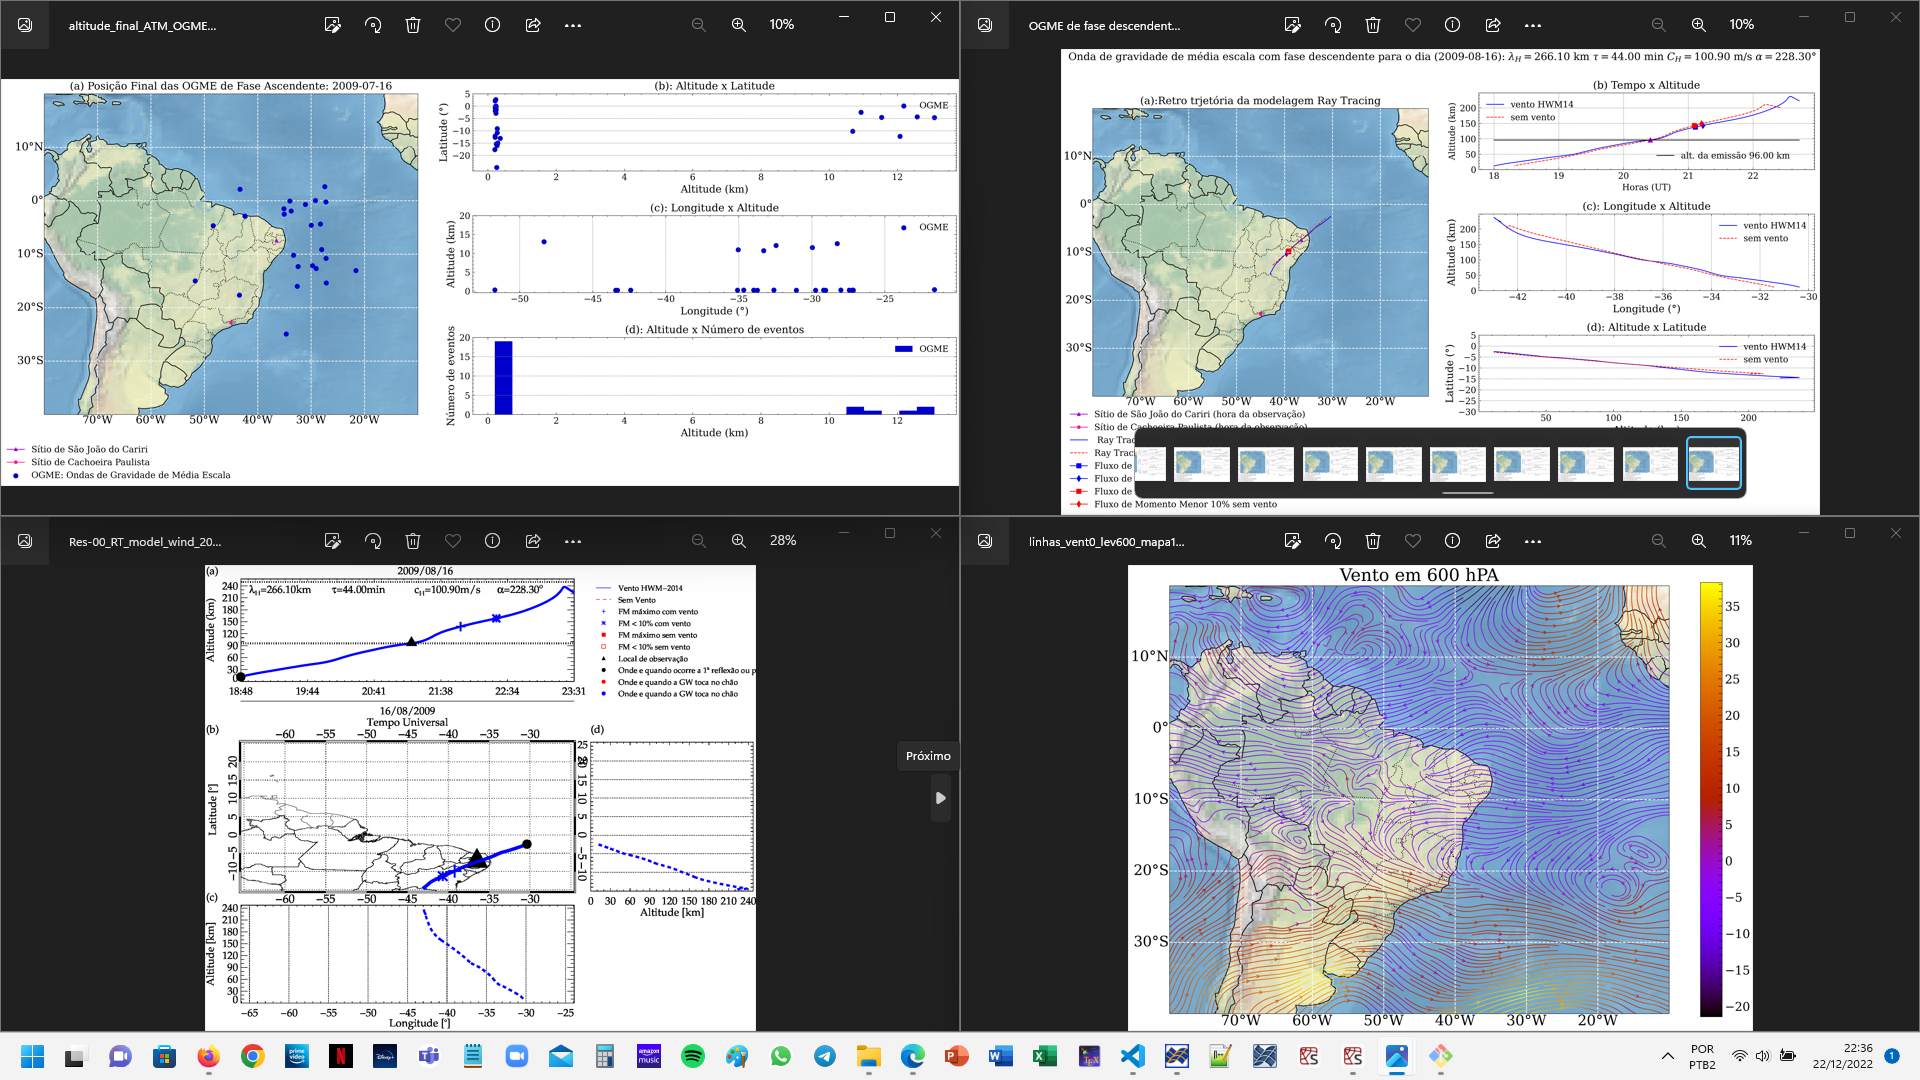 altitude_final_ATM_OGME...
10%
(a) Posição Final das OGME de Fase Ascendente: 2009-07-16
10°N
0°
10°S
20°S
30°S
70°W 60°W 50°W 40°W 30°W 20°W
Sítio de São João do Cariri
Sítio de Cachoeira Paulista
OGME: Ondas de Gravidade de Média Escala
(b): Altitude x Latitude
OGME
Latitude (°)
5
0
−5
−10
−15
−20
0 2 4 6 8 10 12
Altitude (km)
(c): Longitude x Altitude
OGME
Altitude (km)
20
15
10
5
0
−50 −45 −40 −35 −30 −25
Longitude (°)
(d): Altitude x Número de eventos
OGME
Número de eventos
20
15
10
5
0
0 2 4 6 8 10 12
Altitude (km)
OGME de fase descendent...
10%
Onda de gravidade de média escala com fase descendente para o dia (2009-08-16): λH = 266.10 km τ = 44.00 min CH = 100.90 m/s α = 228.30°
(a):Retro trjetória da modelagem Ray Tracing
10°N
0°
10°S
20°S
30°S
70°W 60°W 50°W 40°W 30°W 20°W
Sítio de São João do Cariri (hora da observação)
Sítio de Cachoeira Paulista (hora da observação)
Ray Trac
Ray Trac
Fluxo de
Fluxo de
Fluxo de
Fluxo de Momento Menor 10% sem vento
(b) Tempo x Altitude
vento HWM14
sem vento
alt. da emissão 96.00 km
Altitude (km)
200
150
100
50
0
18 19 20 21 22
Horas (UT)
(c): Longitude x Altitude
vento HWM14
sem vento
Altitude (km)
200
150
100
50
0
−42 −40 −38 −36 −34 −32 −30
Longitude (°)
(d): Altitude x Latitude
vento HWM14
sem vento
Latitude (°)
5
0
−5
−10
−15
−20
−25
−30
50 100 150 200
Res-00_RT_model_wind_20...
28%
(a)
2009/08/16
λH=266.10km τ=44.00min cH=100.90m/s α=228.30°
Altitude (km)
240
210
180
150
120
90
60
30
0
18:48 19:44 20:41 21:38 22:34 23:31
16/08/2009
Tempo Universal
Vento HWM−2014
Sem Vento
FM máximo com vento
FM < 10% com vento
FM máximo sem vento
FM < 10% sem vento
Local de observação
Onde e quando ocorre a 1ª reflexão ou p
Onde e quando a GW toca no chão
Onde e quando a GW toca no chão
(b)
−60 −55 −50 −45 −40 −35 −30
Latitude [°]
20
15
10
5
0
−5
−10
−60 −55 −50 −45 −40 −35 −30
(d)
25
20
15
10
5
0
−5
−10
0 30 60 90 120 150 180 210 240
Altitude [km]
(c)
Altitude [km]
240
210
180
150
120
90
60
30
0
−65 −60 −55 −50 −45 −40 −35 −30 −25
Longitude [°]
Próximo
linhas_vent0_lev600_mapa1...
11%
Vento em 600 hPA
10°N
0°
10°S
20°S
30°S
70°W 60°W 50°W 40°W 30°W 20°W
35
30
25
20
15
10
5
0
−5
−10
−15
−20
prime video
N
Disney+
amazon music
POR
PTB2
22:36
22/12/2022
1